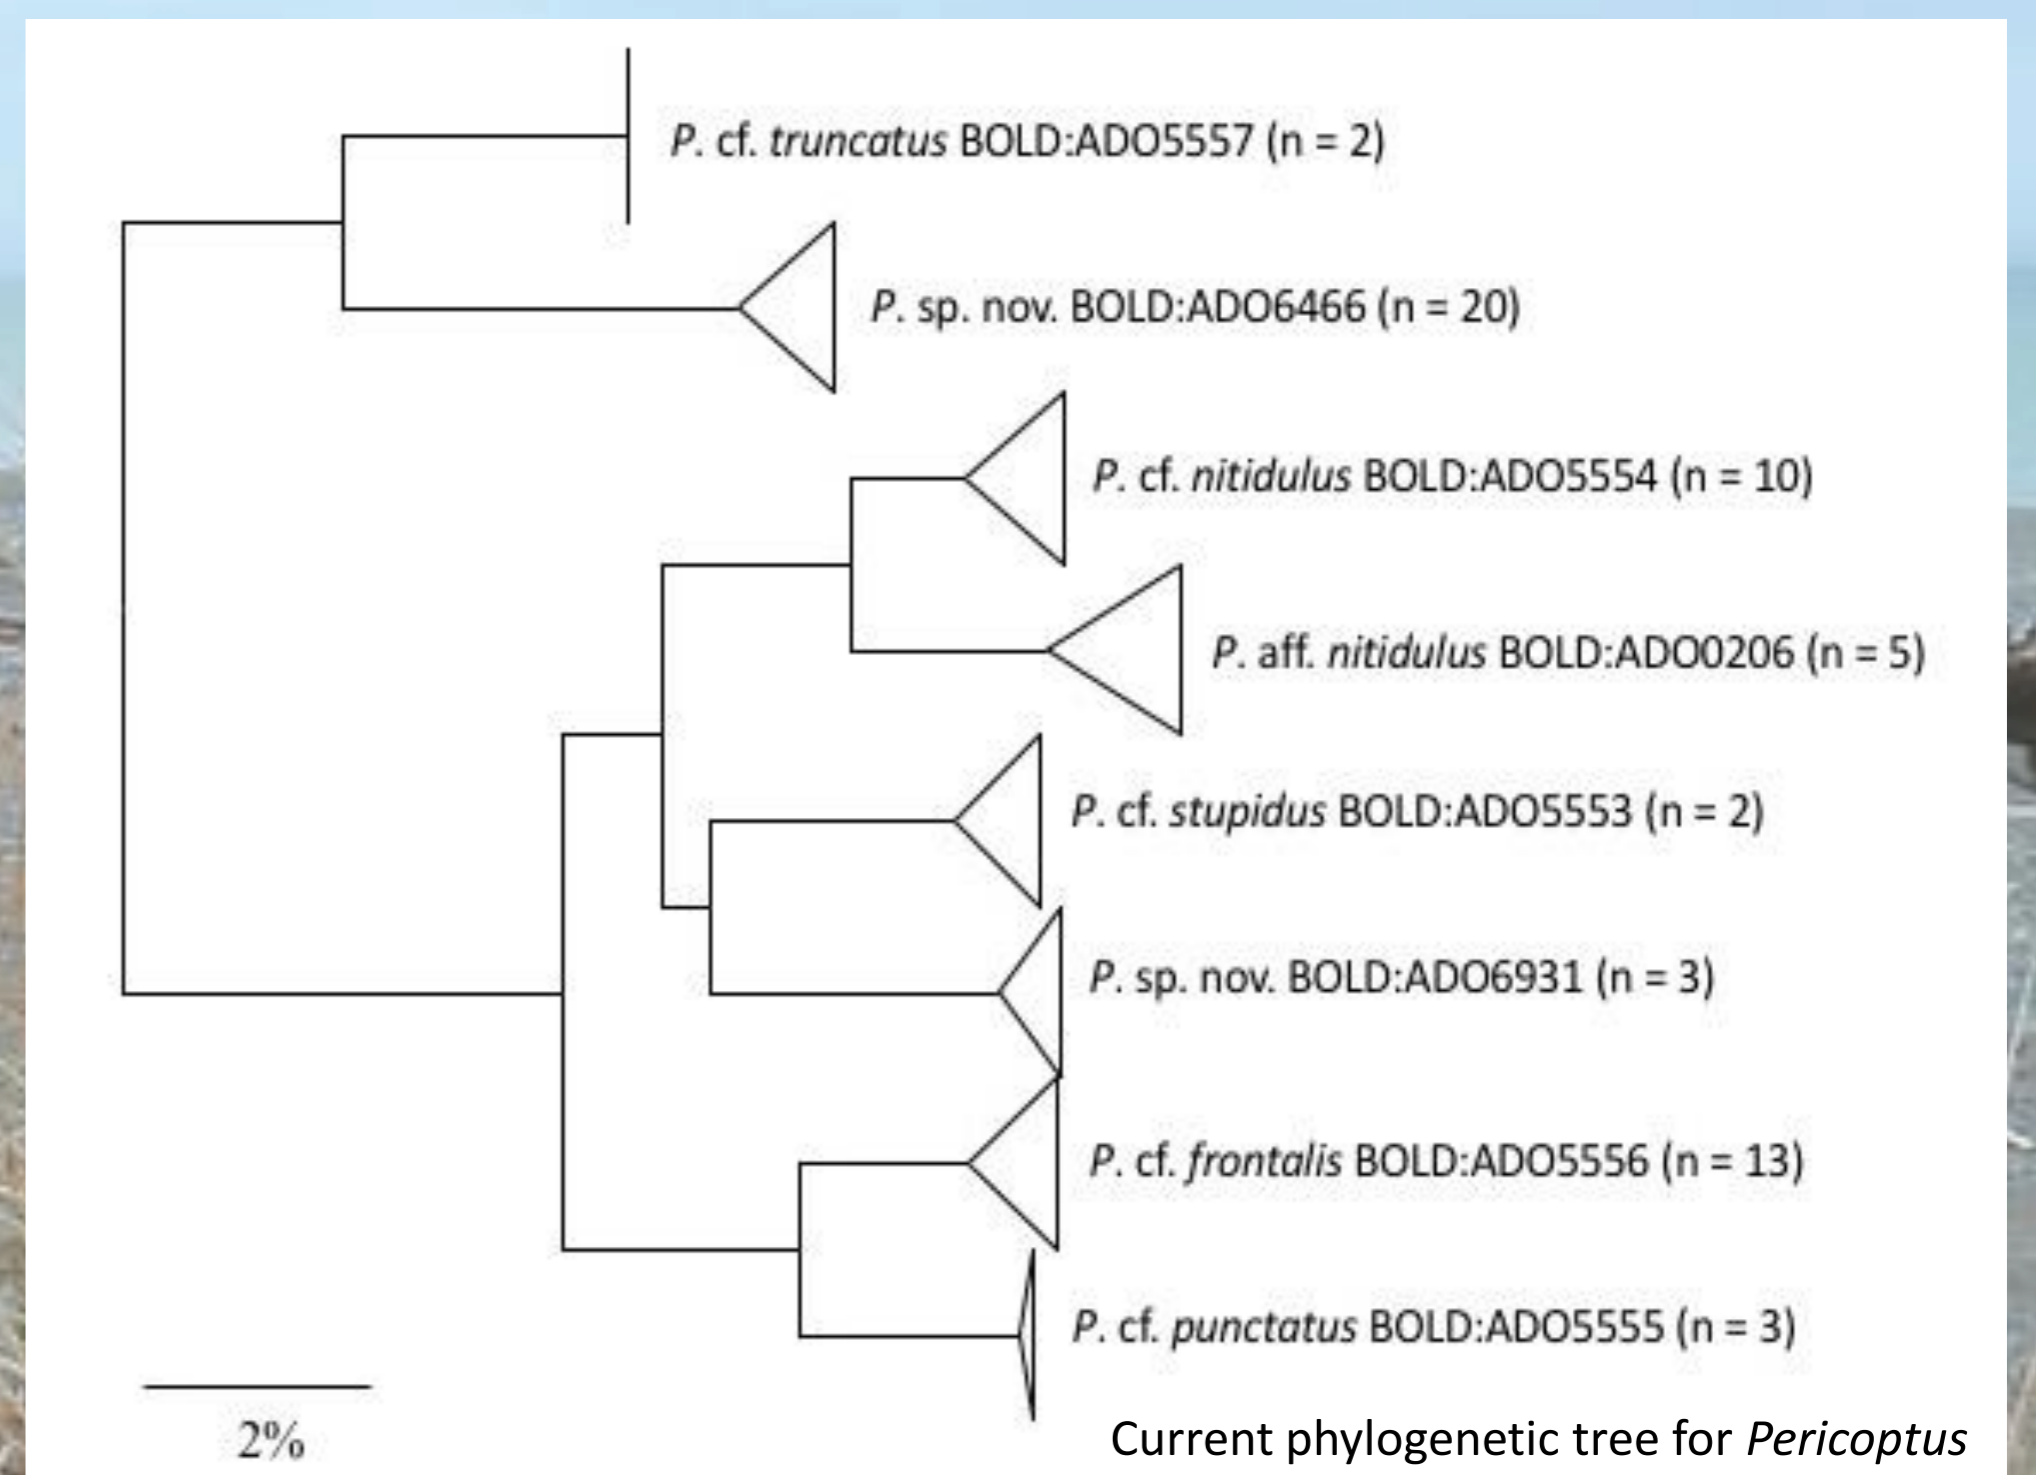 P. cf. truncatus BOLD:ADO5557 (n = 2)
P. sp. nov. BOLD:ADO6466 (n = 20)
P. cf. nitidulus BOLD:ADO5554 (n = 10)
P. aff. nitidulus BOLD:ADO0206 (n = 5)
P. cf. stupidus BOLD:ADO5553 (n = 2)
P. sp. nov. BOLD:ADO6931 (n = 3)
P. cf. frontalis BOLD:ADO5556 (n = 13)
P. cf. punctatus BOLD:ADO5555 (n = 3)
2%
Current phylogenetic tree for Pericoptus